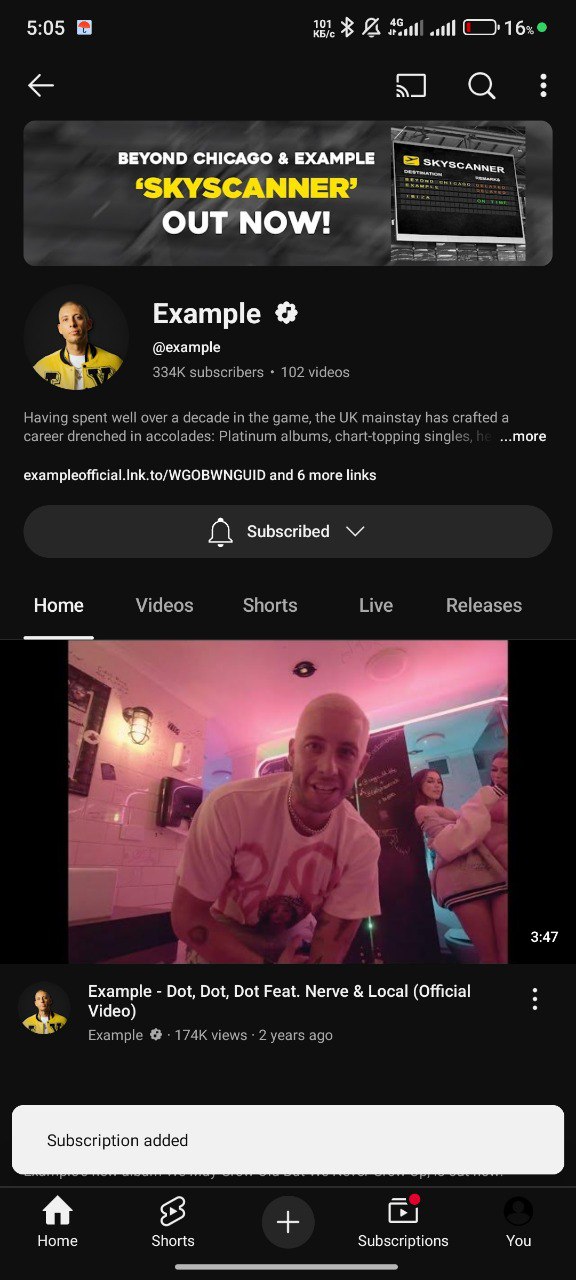 5:05
101
КБ/с
4G
16%
BEYOND CHICAGO & EXAMPLE
‘SKYSCANNER’
OUT NOW!
SKYSCANNER
DESTINATION REMARKS
BEYOND CHICAGO DELAYED
EXAMPLE DELAYED
IBIZA ON TIME
Example
@example
334K subscribers • 102 videos
Having spent well over a decade in the game, the UK mainstay has crafted a
career drenched in accolades: Platinum albums, chart-topping singles, he ...more
exampleofficial.lnk.to/WGOBWNGUID and 6 more links
Subscribed
Home Videos Shorts Live Releases
3:47
Example - Dot, Dot, Dot Feat. Nerve & Local (Official
Video)
Example · 174K views · 2 years ago
Subscription added
Home Shorts Subscriptions You